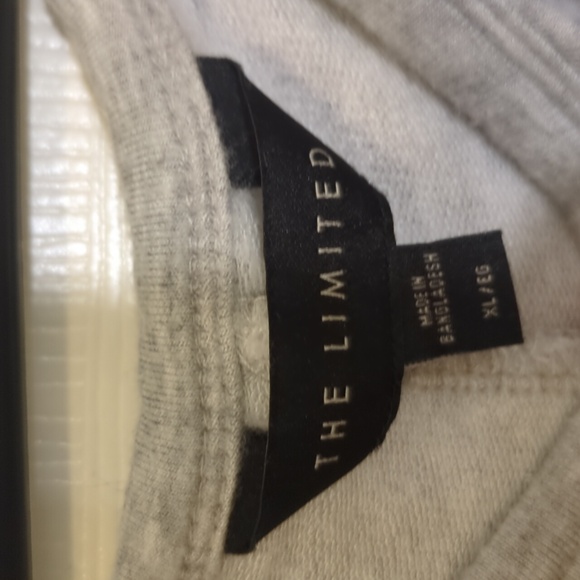 THE LIMITED
MADE IN
BANGLADESH
XL/EG